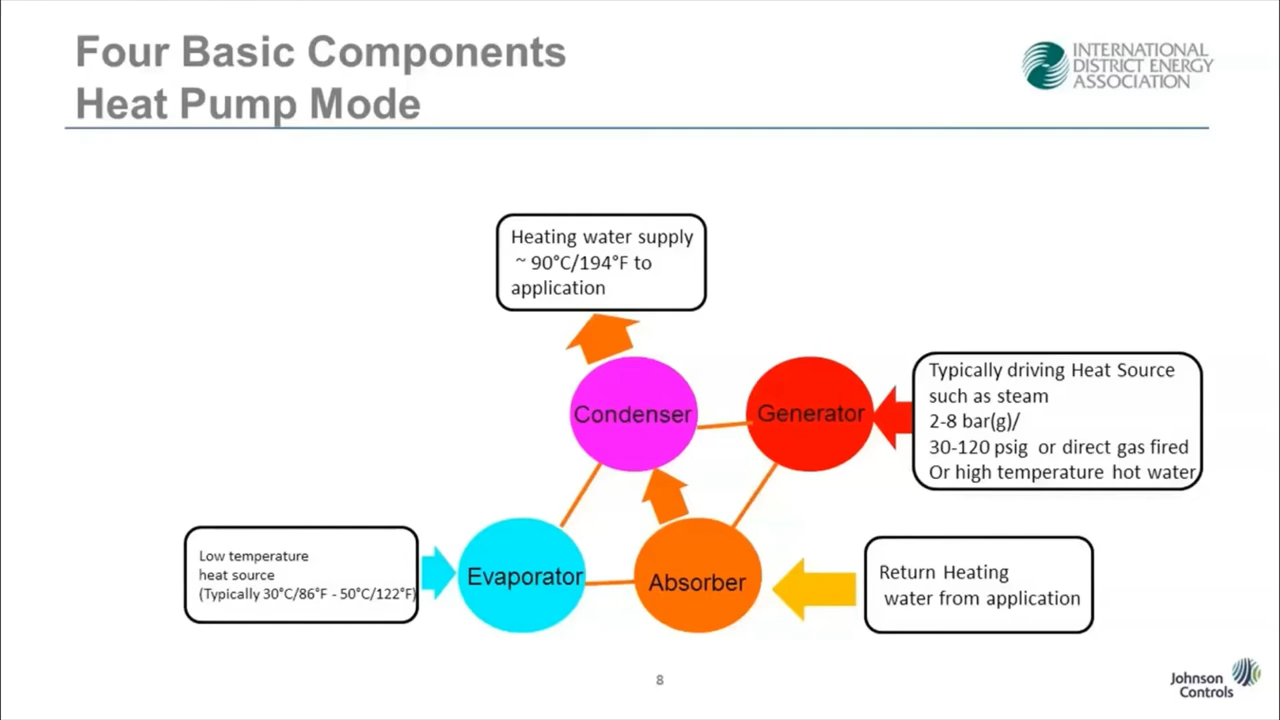 Four Basic Components
Heat Pump Mode
INTERNATIONAL
DISTRICT ENERGY
ASSOCIATION
Heating water supply
~ 90°C/194°F to
application
Condenser
Generator
Typically driving Heat Source
such as steam
2-8 bar(g)/
30-120 psig or direct gas fired
Or high temperature hot water
Low temperature
heat source
(Typically 30°C/86°F - 50°C/122°F)
Evaporator
Absorber
Return Heating
water from application
8
Johnson
Controls